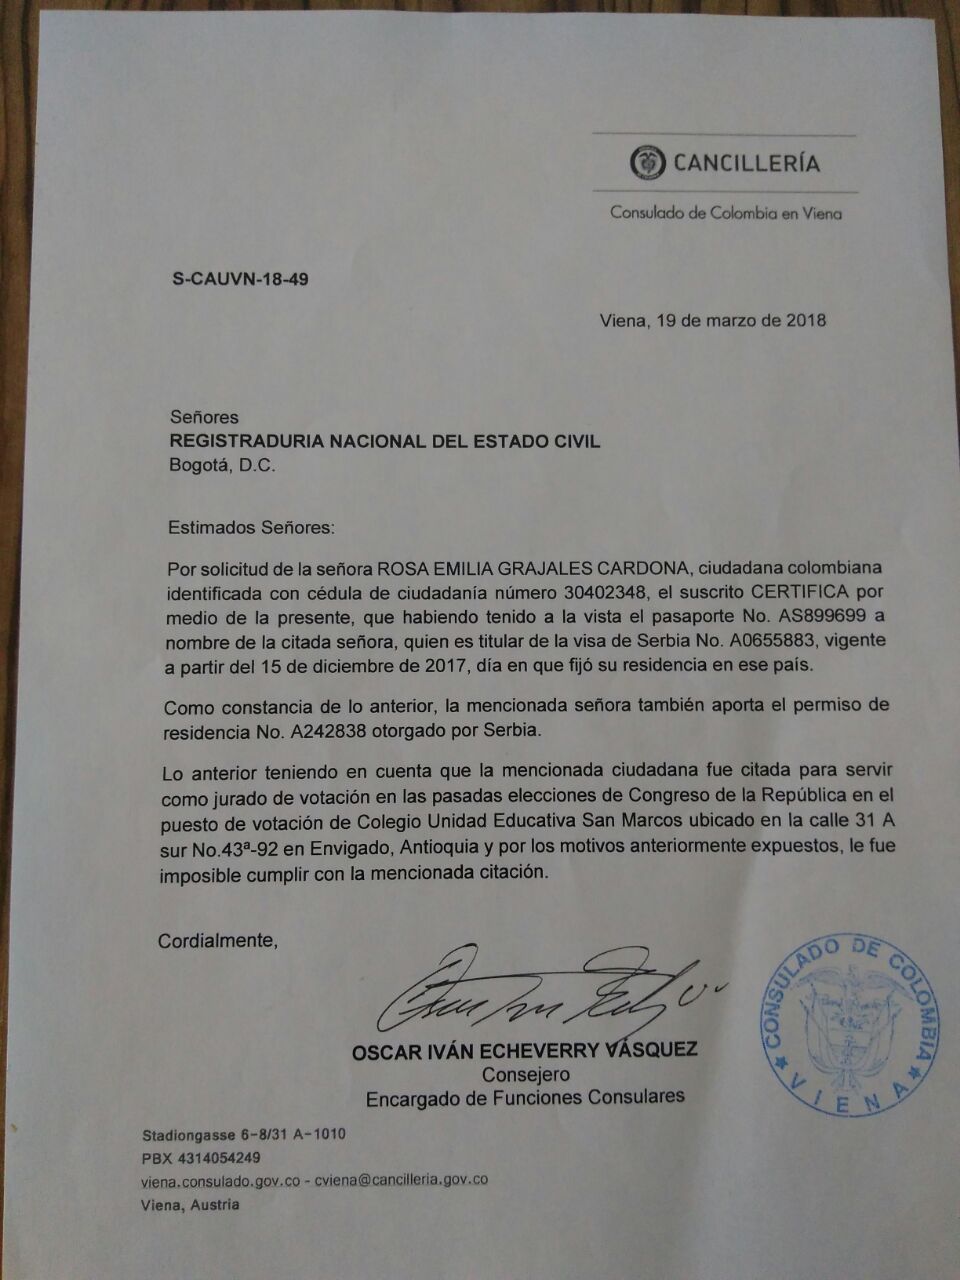 CANCILLERÍA
Consulado de Colombia en Viena
S-CAUVN-18-49
Viena, 19 de marzo de 2018
Señores
REGISTRADURIA NACIONAL DEL ESTADO CIVIL
Bogotá, D.C.
Estimados Señores:
Por solicitud de la señora ROSA EMILIA GRAJALES CARDONA, ciudadana colombiana
identificada con cédula de ciudadanía número 30402348, el suscrito CERTIFICA por
medio de la presente, que habiendo tenido a la vista el pasaporte No. AS899699 a
nombre de la citada señora, quien es titular de la visa de Serbia No. A0655883, vigente
a partir del 15 de diciembre de 2017, día en que fijó su residencia en ese país.
Como constancia de lo anterior, la mencionada señora también aporta el permiso de
residencia No. A242838 otorgado por Serbia.
Lo anterior teniendo en cuenta que la mencionada ciudadana fue citada para servir
como jurado de votación en las pasadas elecciones de Congreso de la República en el
puesto de votación de Colegio Unidad Educativa San Marcos ubicado en la calle 31 A
sur No.43ª-92 en Envigado, Antioquia y por los motivos anteriormente expuestos, le fue
imposible cumplir con la mencionada citación.
Cordialmente,
OSCAR IVÁN ECHEVERRY VÁSQUEZ
Consejero
Encargado de Funciones Consulares
CONSULADO DE COLOMBIA
VIENA
Stadiongasse 6-8/31 A-1010
PBX 4314054249
viena.consulado.gov.co - cviena@cancilleria.gov.co
Viena, Austria